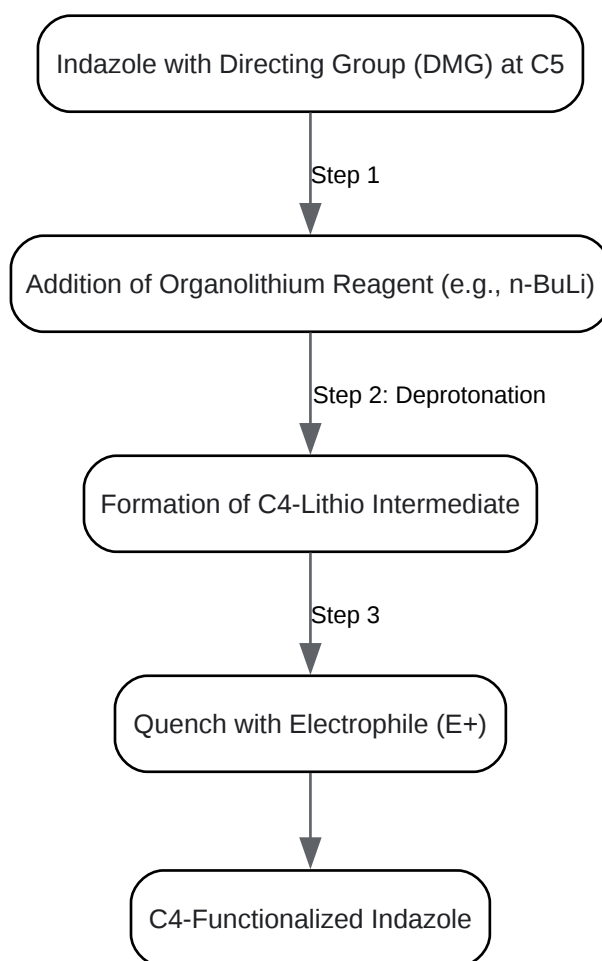 Indazole with Directing Group (DMG) at C5
Step 1
Addition of Organolithium Reagent (e.g., n-BuLi)
Step 2: Deprotonation
Formation of C4-Lithio Intermediate
Step 3
Quench with Electrophile (E+)
C4-Functionalized Indazole